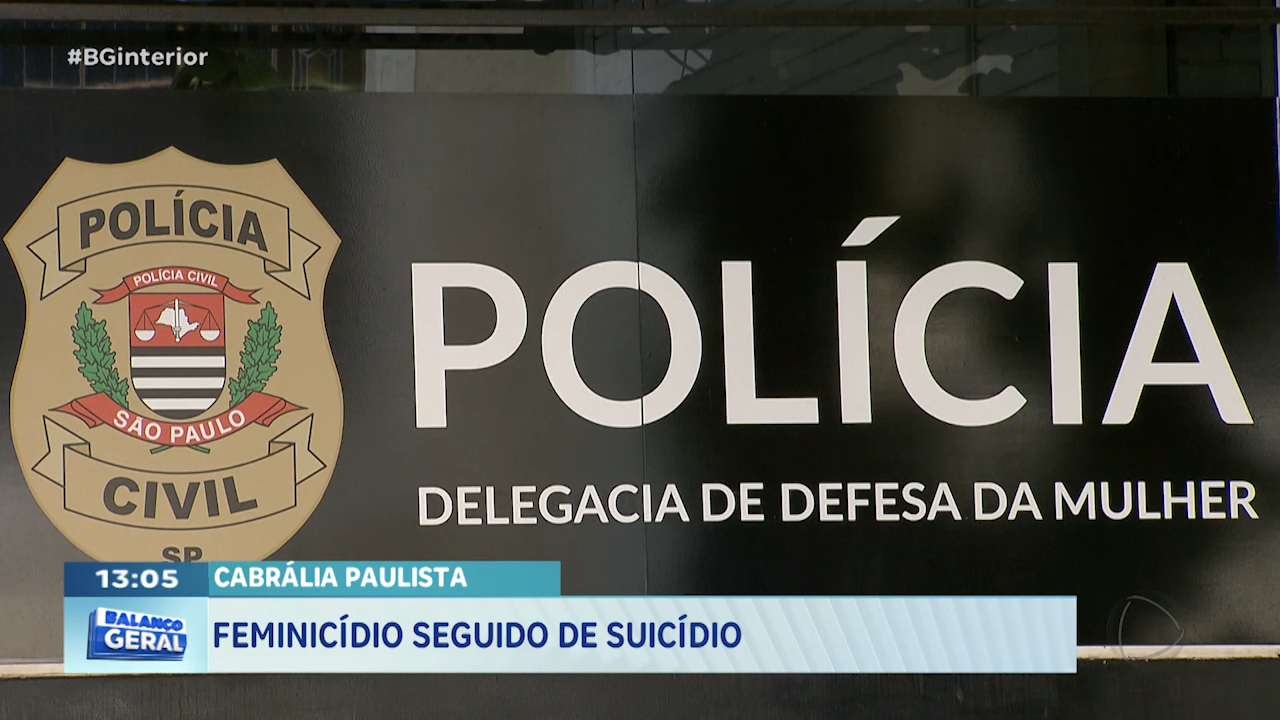 #BGinterior
POLÍCIA
POLÍCIA CIVIL
SÃO PAULO
CIVIL
SP
POLÍCIA
DELEGACIA DE DEFESA DA MULHER
13:05
CABRÁLIA PAULISTA
BALANÇO
GERAL
FEMINICÍDIO SEGUIDO DE SUICÍDIO